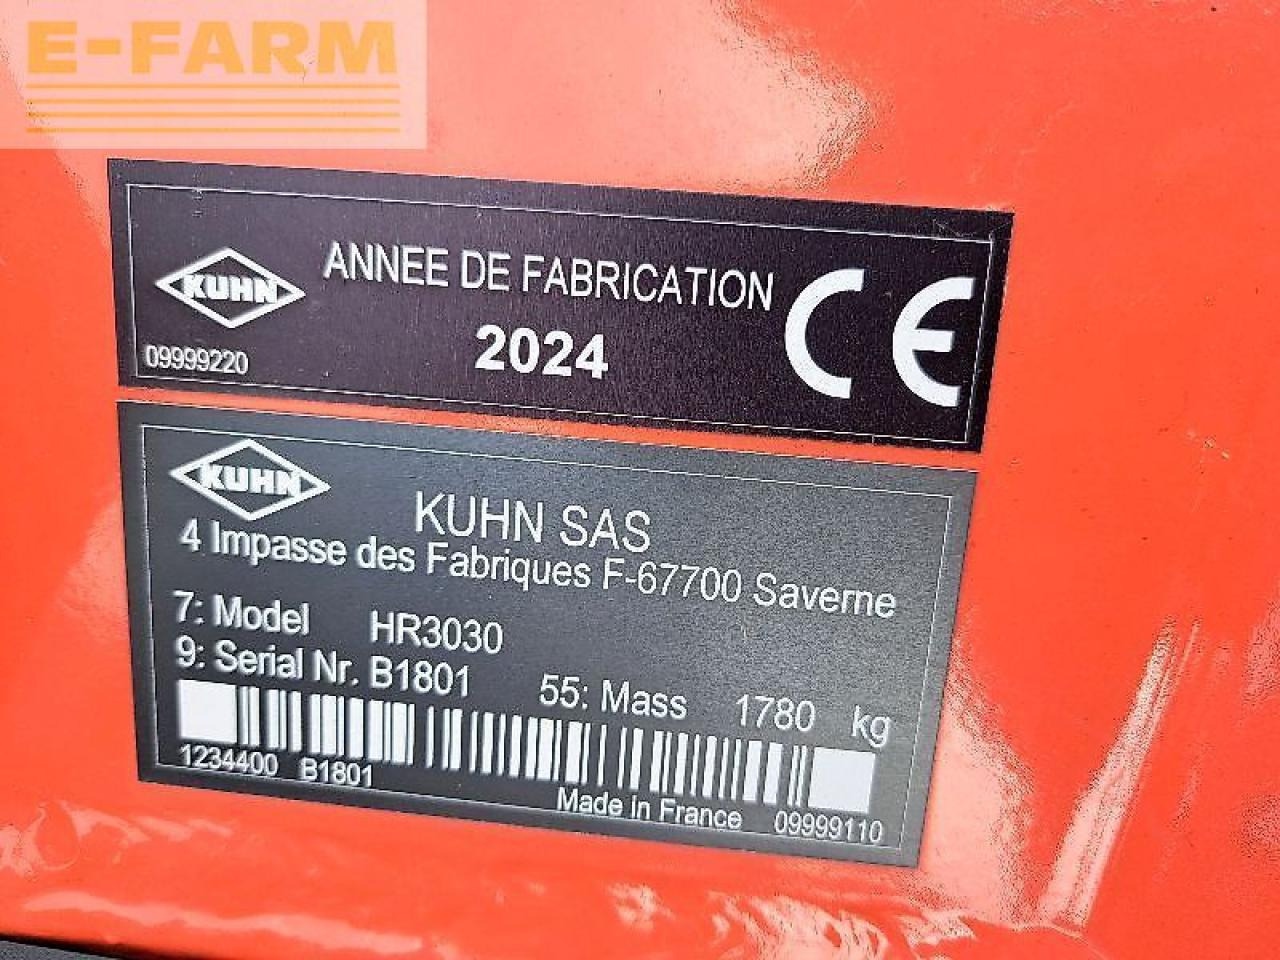 E-FARM
ANNEE DE FABRICATION
KUHN
2024
CE
09999220
KUHN
KUHN SAS
4 Impasse des Fabriques F-67700 Saverne
7: Model HR3030
9: Serial Nr. B1801 55: Mass 1780 kg
1234400 B1801
Made in France 09999110